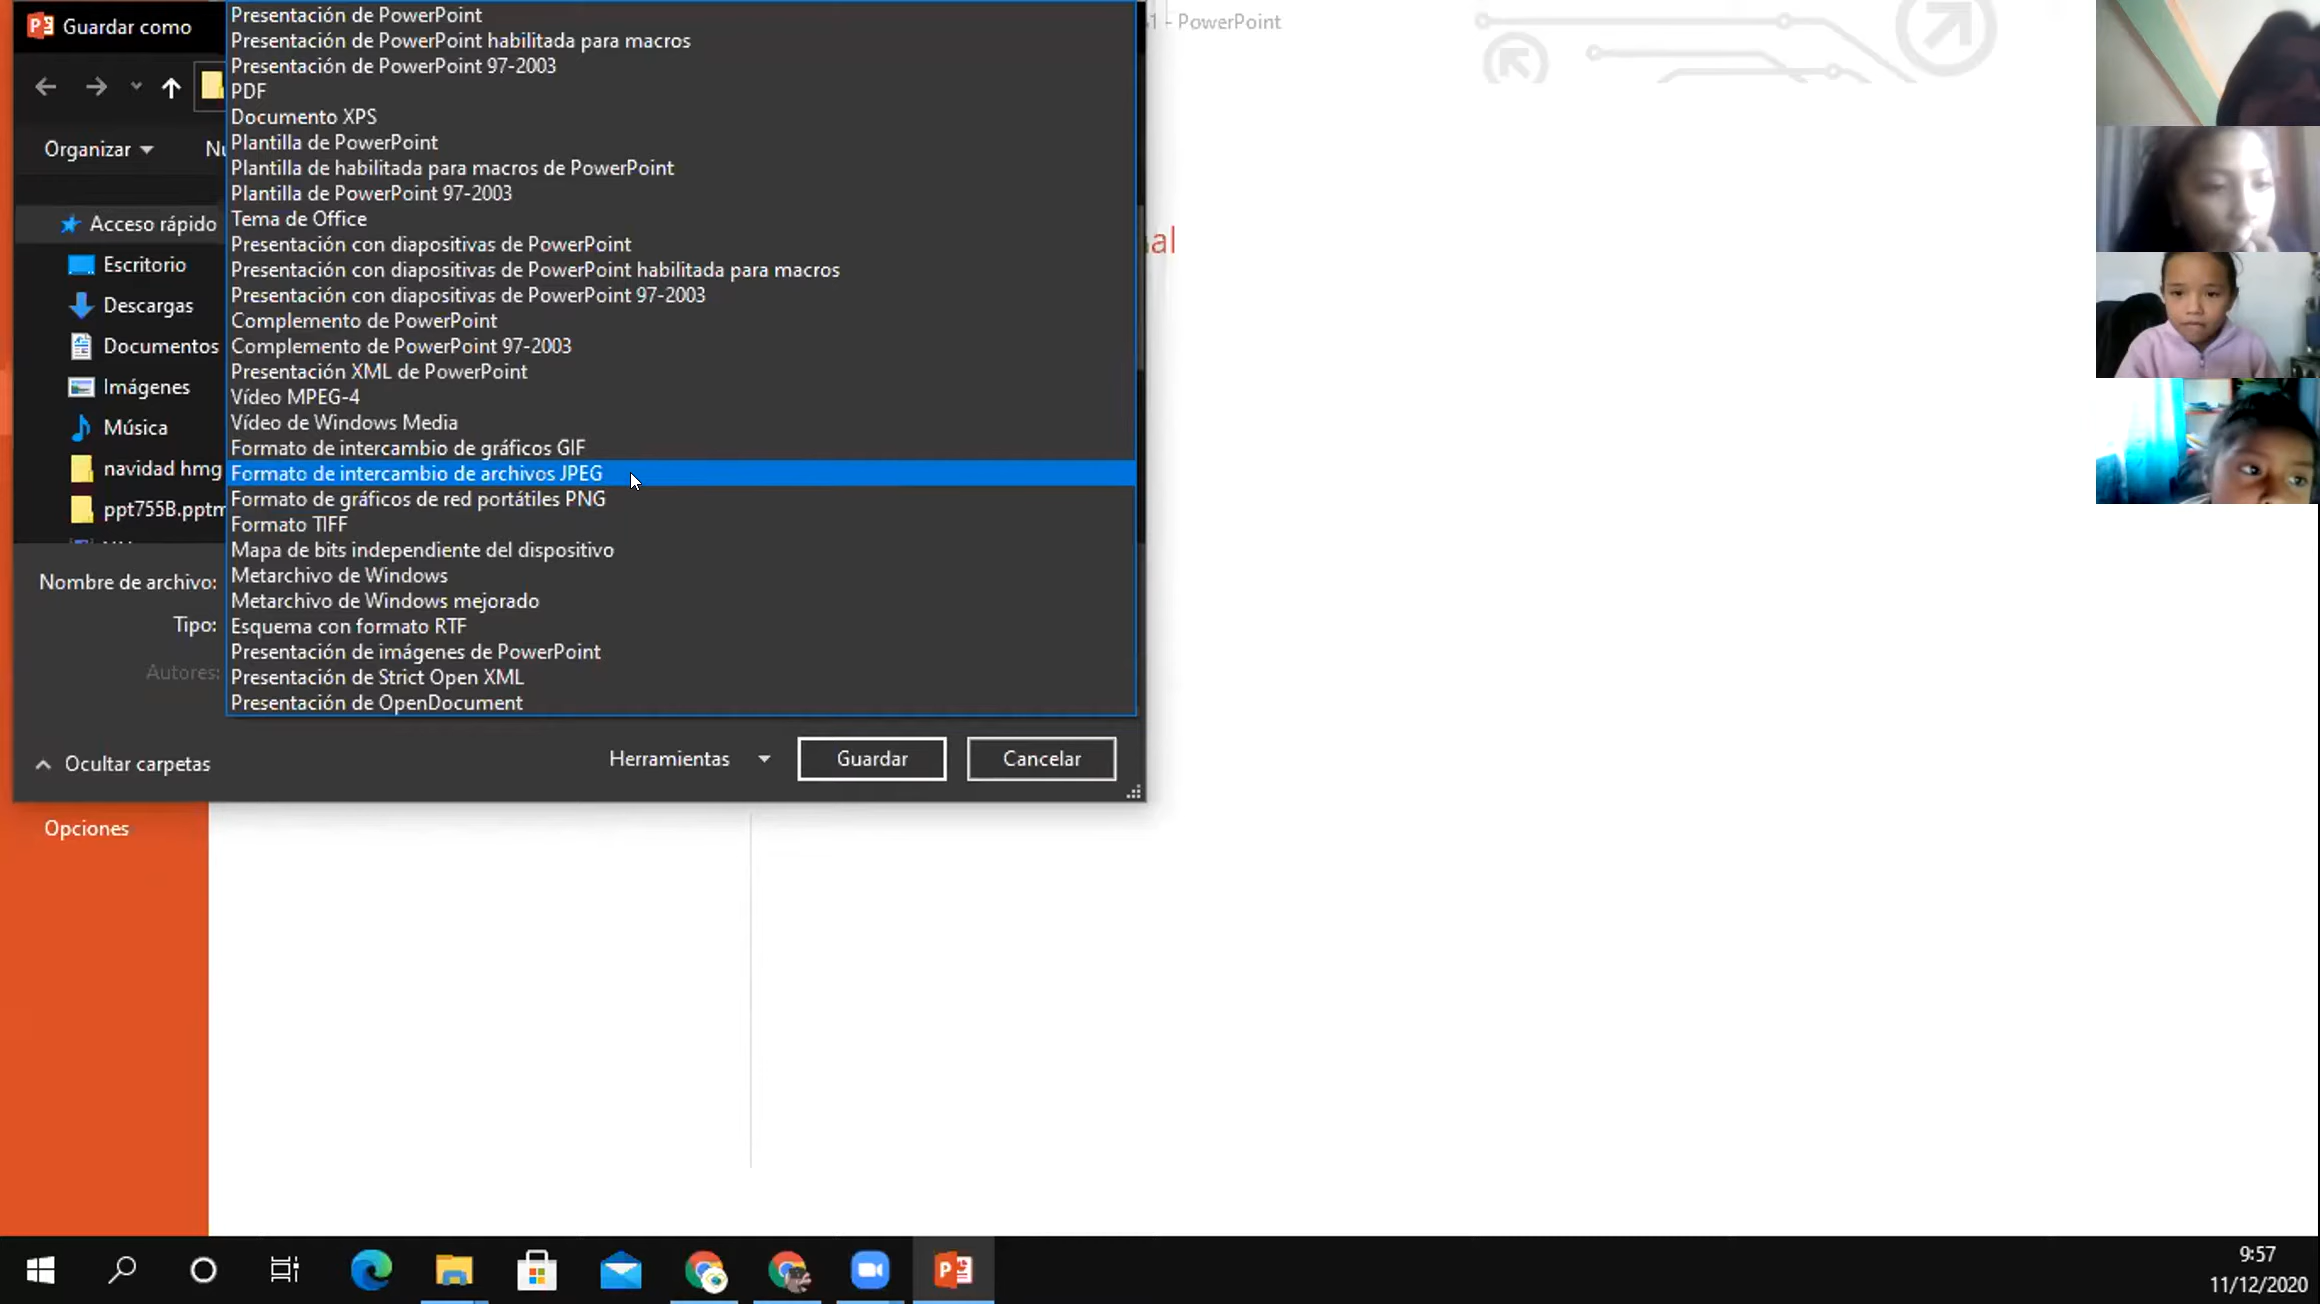 Guardar como
1 - PowerPoint
Organizar
al
Acceso rápido
Escritorio
Descargas
Documentos
Imágenes
Música
navidad hmg
ppt755B.pptm
Presentación de PowerPoint
Presentación de PowerPoint habilitada para macros
Presentación de PowerPoint 97-2003
PDF
Documento XPS
Plantilla de PowerPoint
Plantilla de habilitada para macros de PowerPoint
Plantilla de PowerPoint 97-2003
Tema de Office
Presentación con diapositivas de PowerPoint
Presentación con diapositivas de PowerPoint habilitada para macros
Presentación con diapositivas de PowerPoint 97-2003
Complemento de PowerPoint
Complemento de PowerPoint 97-2003
Presentación XML de PowerPoint
Vídeo MPEG-4
Vídeo de Windows Media
Formato de intercambio de gráficos GIF
Formato de intercambio de archivos JPEG
Formato de gráficos de red portátiles PNG
Formato TIFF
Mapa de bits independiente del dispositivo
Metarchivo de Windows
Metarchivo de Windows mejorado
Esquema con formato RTF
Presentación de imágenes de PowerPoint
Presentación de Strict Open XML
Presentación de OpenDocument
Nombre de archivo:
Tipo:
Autores:
Ocultar carpetas
Herramientas
Guardar
Cancelar
Opciones
9:57
11/12/2020